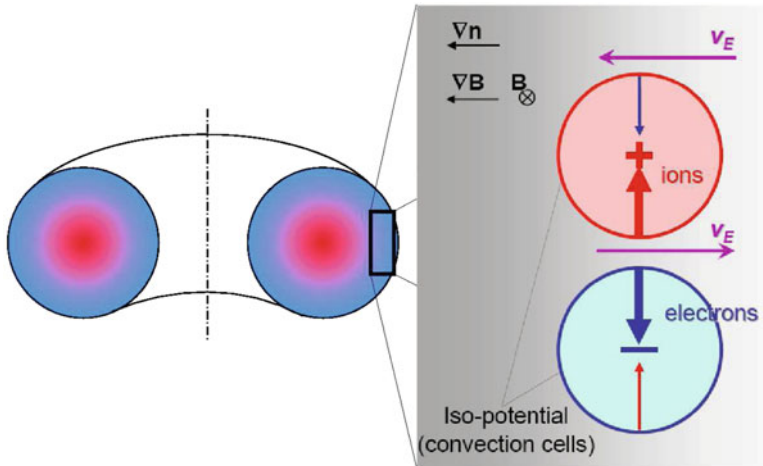 ∇n
v_E
∇B B
+
ions
v_E
electrons
−
Iso-potential
(convection cells)